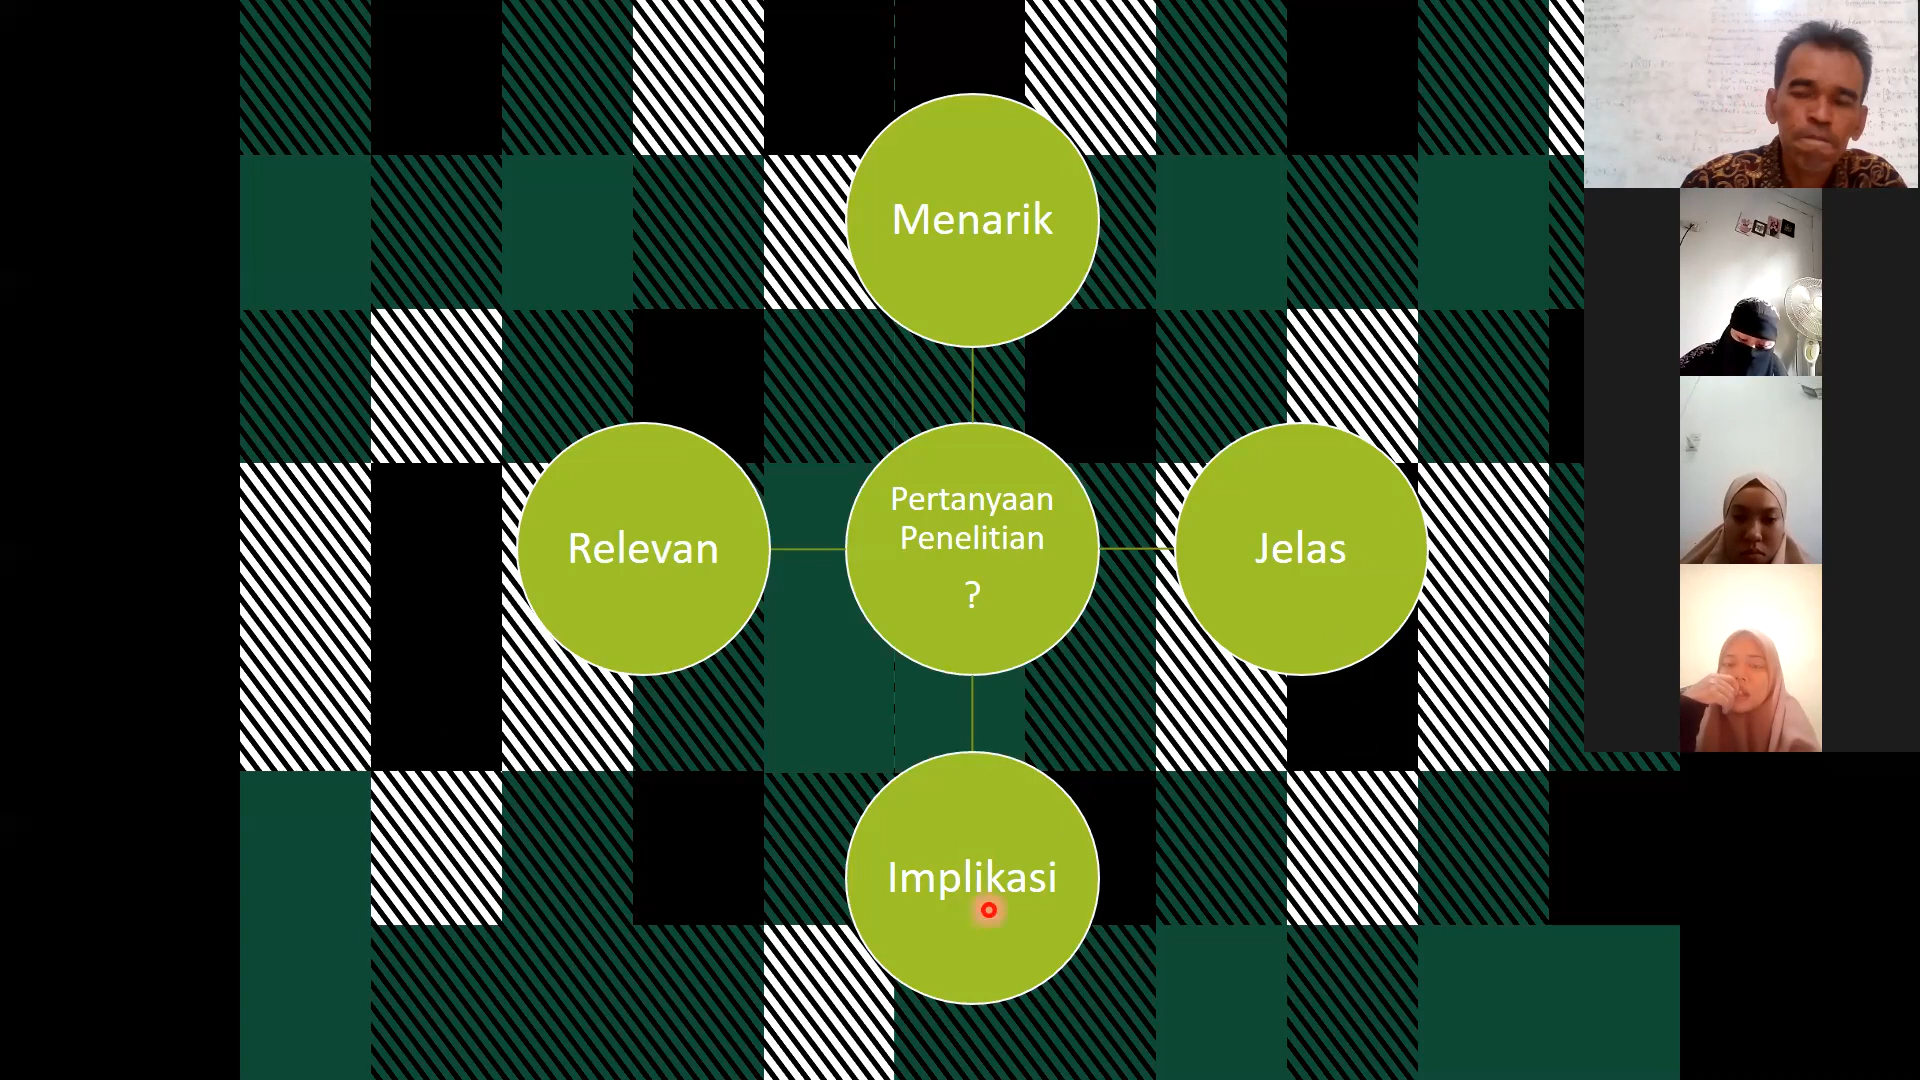 Menarik
Relevan
Pertanyaan
Penelitian
?
Jelas
Implikasi